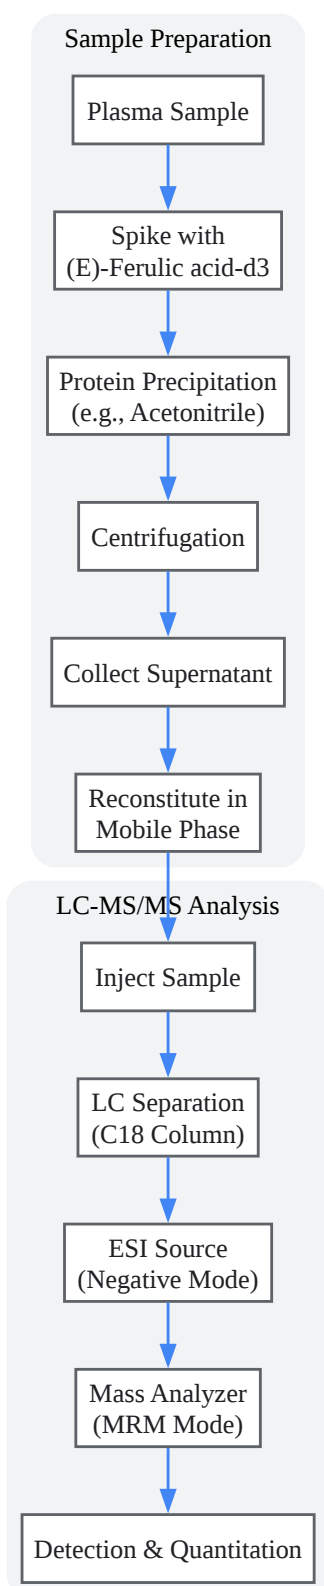 Sample Preparation
Plasma Sample
Spike with
(E)-Ferulic acid-d3
Protein Precipitation
(e.g., Acetonitrile)
Centrifugation
Collect Supernatant
Reconstitute in
Mobile Phase
LC-MS/MS Analysis
Inject Sample
LC Separation
(C18 Column)
ESI Source
(Negative Mode)
Mass Analyzer
(MRM Mode)
Detection & Quantitation